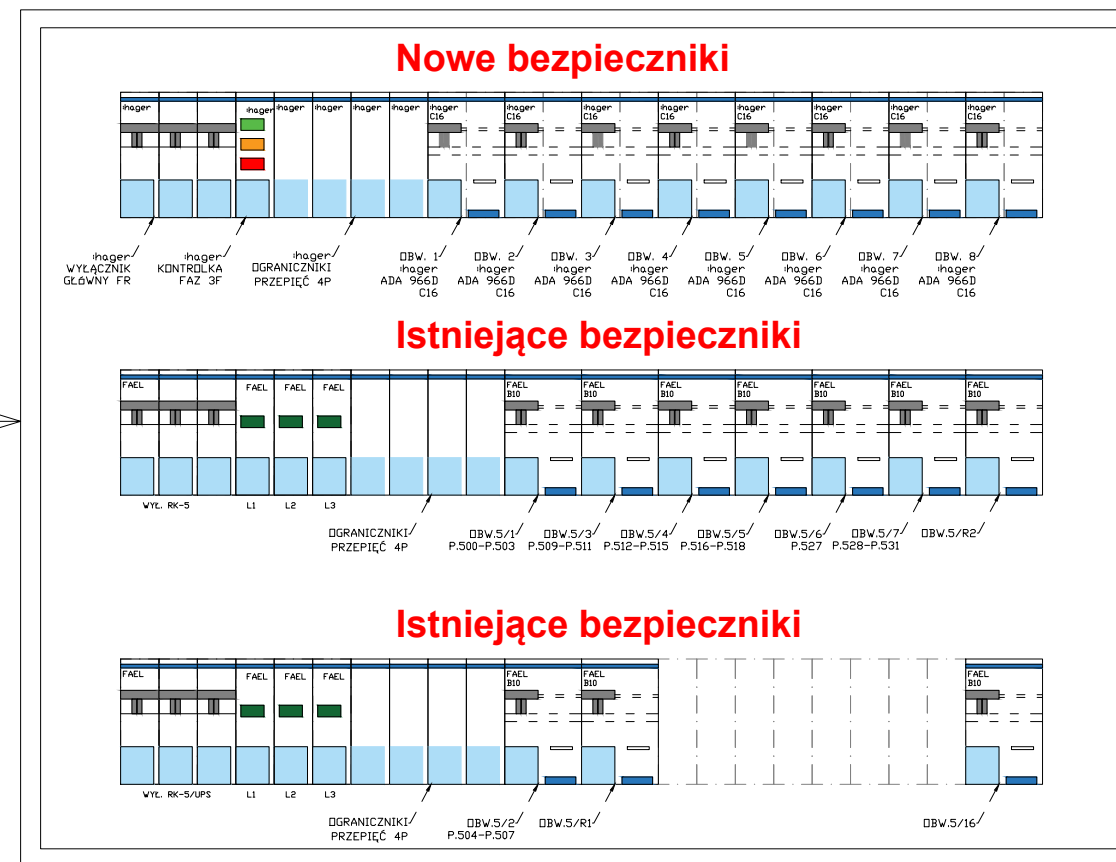 Nowe bezpieczniki
:hager :hager :hager :hager :hager :hager :hager :hager :hager :hager :hager :hager :hager :hager :hager :hager
C16 C16 C16 C16 C16 C16 C16 C16
:hager :hager :hager OBW. 1 OBW. 2 OBW. 3 OBW. 4 OBW. 5 OBW. 6 OBW. 7 OBW. 8
WYŁĄCZNIK KONTROLKA OGRANICZNIKI :hager :hager :hager :hager :hager :hager :hager :hager
GŁÓWNY FR FAZ 3F PRZEPIĘĆ 4P ADA 966D ADA 966D ADA 966D ADA 966D ADA 966D ADA 966D ADA 966D ADA 966D
C16 C16 C16 C16 C16 C16 C16 C16
Istniejące bezpieczniki
FAEL FAEL FAEL FAEL FAEL FAEL FAEL FAEL FAEL FAEL FAEL
B10 B10 B10 B10 B10 B10 B10
WYŁ. RK-5 L1 L2 L3
OGRANICZNIKI OBW.5/1 OBW.5/3 OBW.5/4 OBW.5/5 OBW.5/6 OBW.5/7 OBW.5/R2
PRZEPIĘĆ 4P P.500-P.503 P.509-P.511 P.512-P.515 P.516-P.518 P.527 P.528-P.531
Istniejące bezpieczniki
FAEL FAEL FAEL FAEL FAEL FAEL FAEL
B10 B10 B10
WYŁ. RK-5/UPS L1 L2 L3
OGRANICZNIKI OBW.5/2 OBW.5/R1 OBW.5/16
PRZEPIĘĆ 4P P.504-P.507